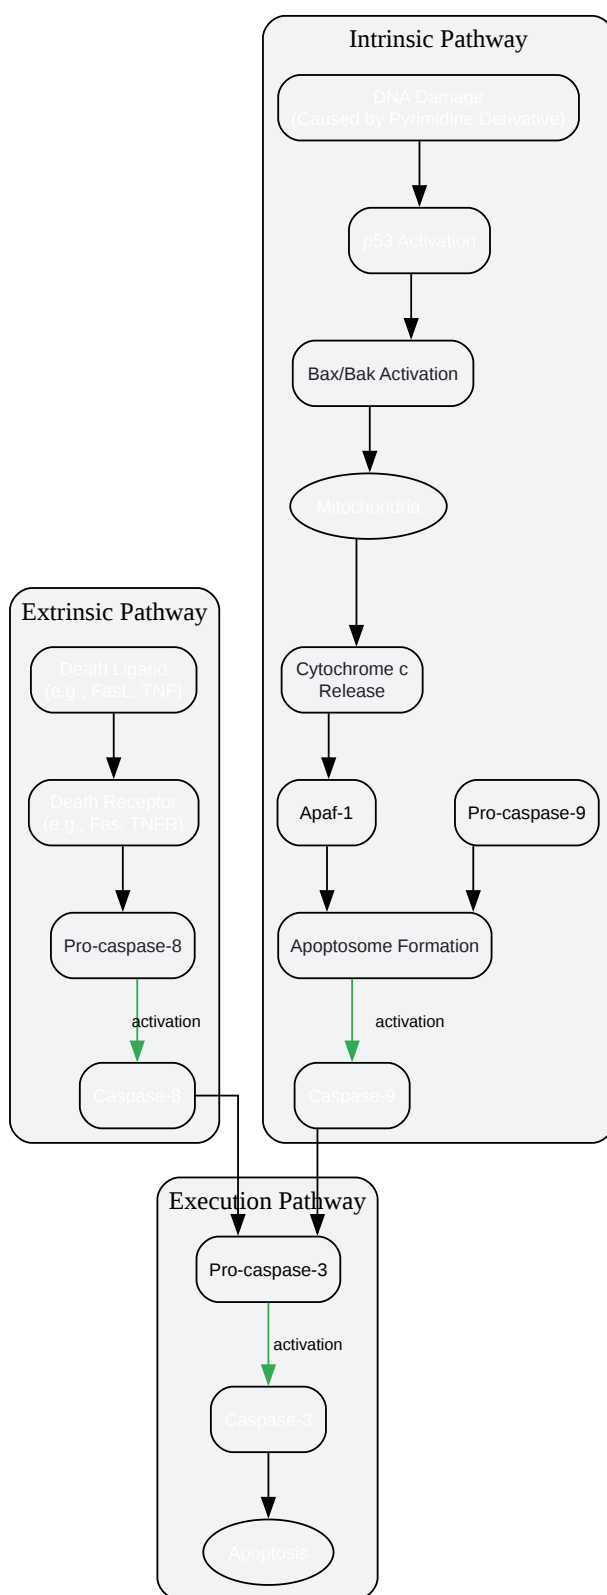 Intrinsic Pathway
DNA Damage
(Caused by Pyrimidine Derivative)
p53 Activation
Bax/Bak Activation
Mitochondria
Cytochrome c
Release
Apaf-1
Pro-caspase-9
Apoptosome Formation
activation
Caspase-9
Extrinsic Pathway
Death Ligand
(e.g., FasL, TNF)
Death Receptor
(e.g., Fas, TNFR)
Pro-caspase-8
activation
Caspase-8
Execution Pathway
Pro-caspase-3
activation
Caspase-3
Apoptosis